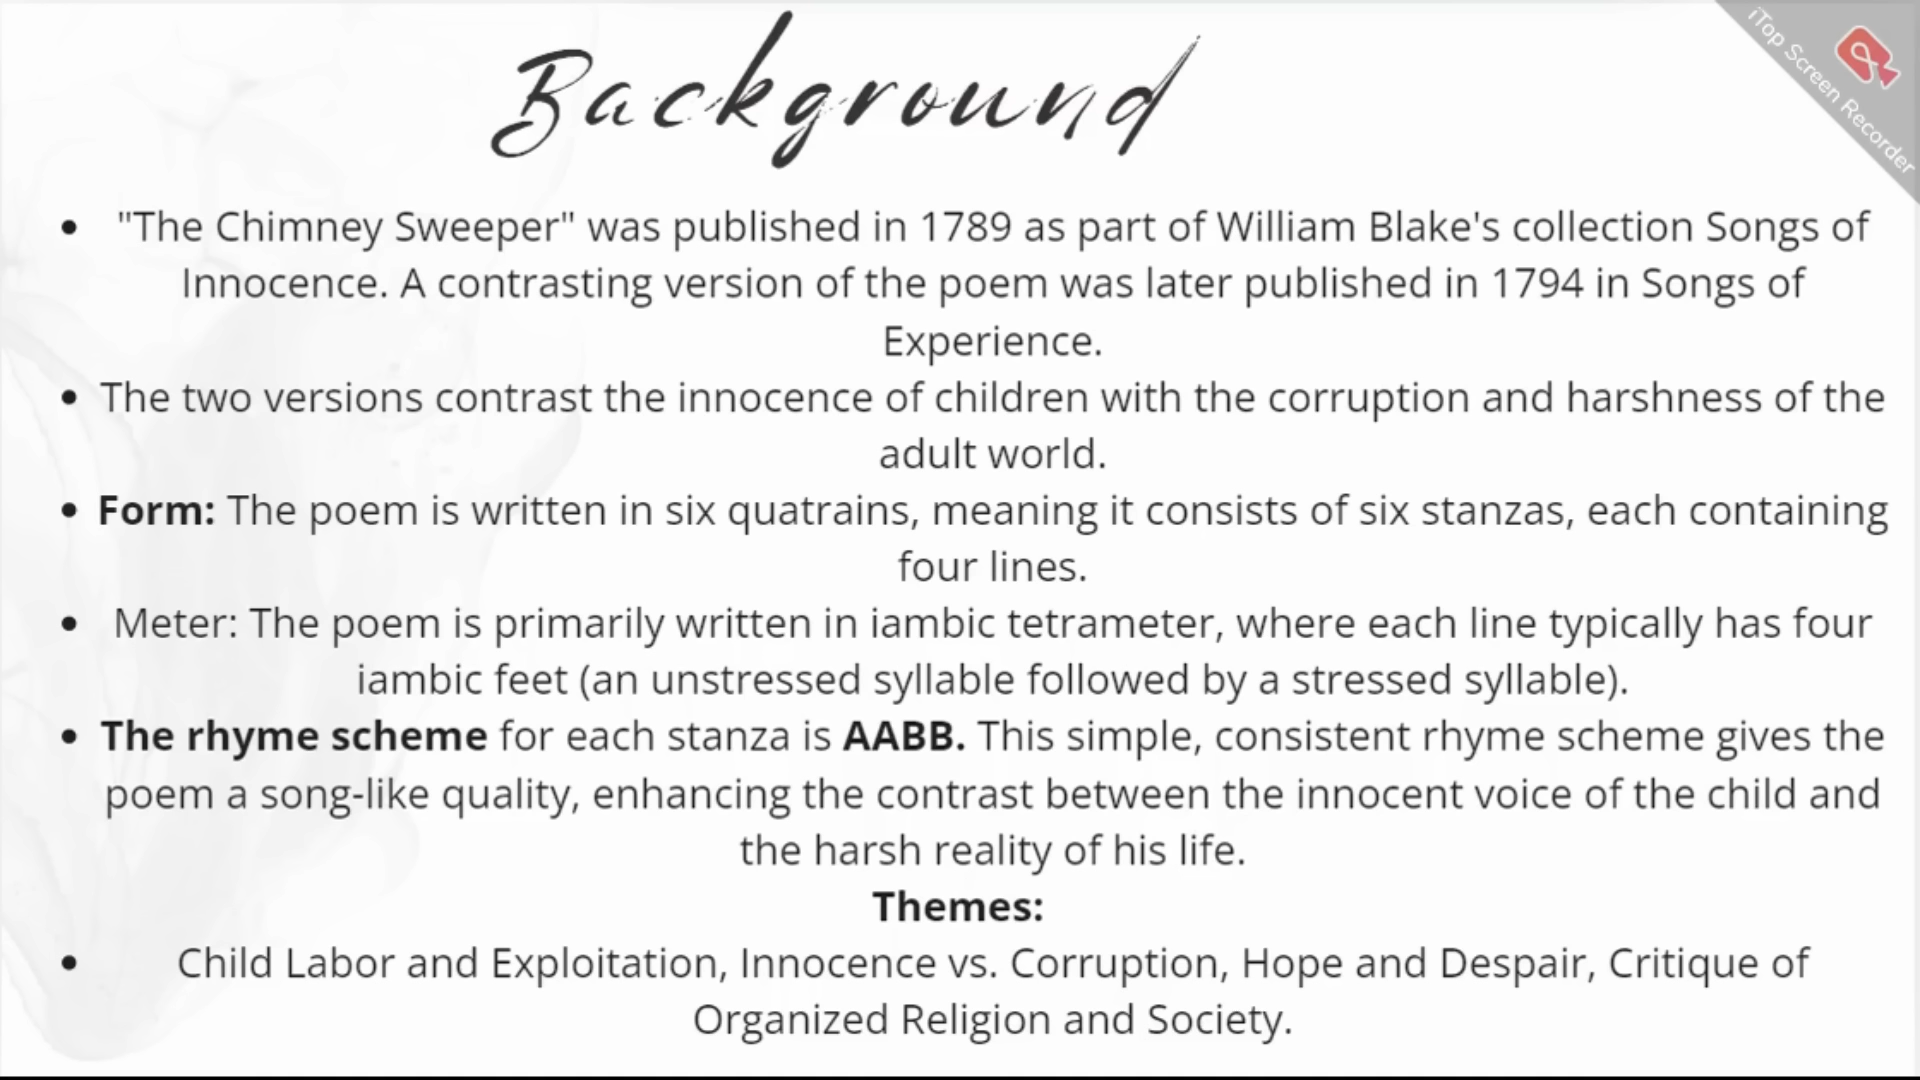 Background
iTop Screen Recorder
• "The Chimney Sweeper" was published in 1789 as part of William Blake's collection Songs of
Innocence. A contrasting version of the poem was later published in 1794 in Songs of
Experience.
• The two versions contrast the innocence of children with the corruption and harshness of the
adult world.
• Form: The poem is written in six quatrains, meaning it consists of six stanzas, each containing
four lines.
• Meter: The poem is primarily written in iambic tetrameter, where each line typically has four
iambic feet (an unstressed syllable followed by a stressed syllable).
• The rhyme scheme for each stanza is AABB. This simple, consistent rhyme scheme gives the
poem a song-like quality, enhancing the contrast between the innocent voice of the child and
the harsh reality of his life.
Themes:
• Child Labor and Exploitation, Innocence vs. Corruption, Hope and Despair, Critique of
Organized Religion and Society.